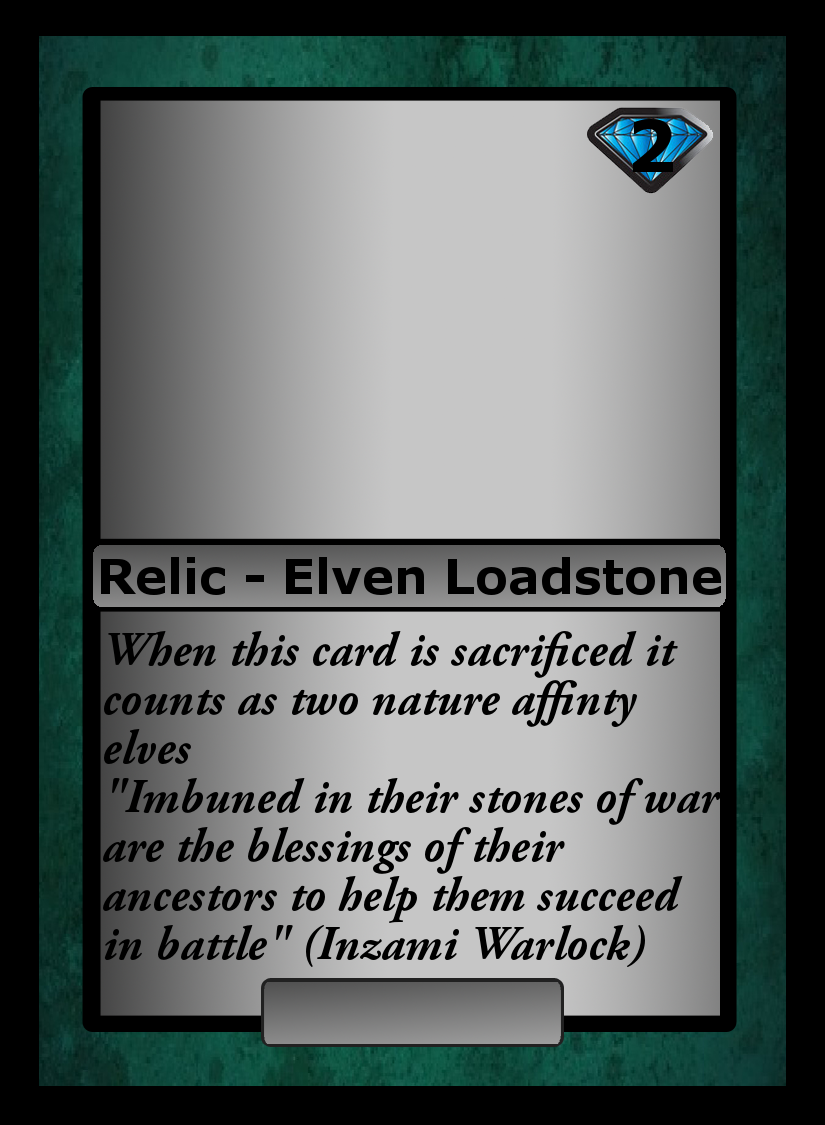 2
Relic - Elven Loadstone
When this card is sacrificed it
counts as two nature affinty
elves
"Imbuned in their stones of war
are the blessings of their
ancestors to help them succeed
in battle" (Inzami Warlock)